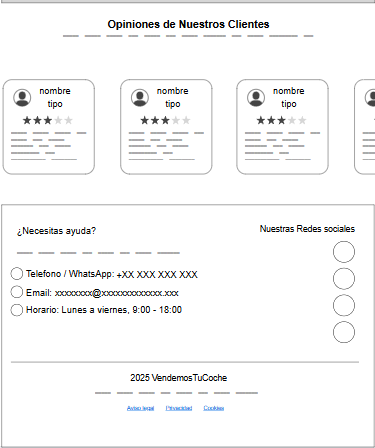 Opiniones de Nuestros Clientes
nombre
tipo
nombre
tipo
nombre
tipo
¿Necesitas ayuda?
Nuestras Redes sociales
Telefono / WhatsApp: +XX XXX XXX XXX
Email: xxxxxxxx@xxxxxxxxxxxxx.xxx
Horario: Lunes a viernes, 9:00 - 18:00
2025 VendemosTuCoche
Aviso legal Privacidad Cookies